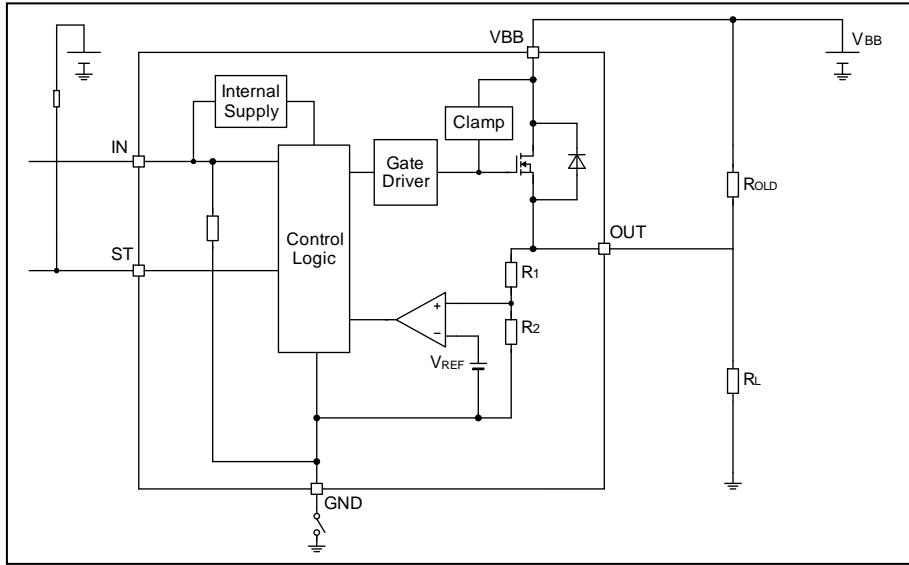 VBB
VBB
Internal
Supply
Clamp
IN
Gate
Driver
ROLD
OUT
ST
Control
Logic
R1
+
−
R2
VREF
RL
GND